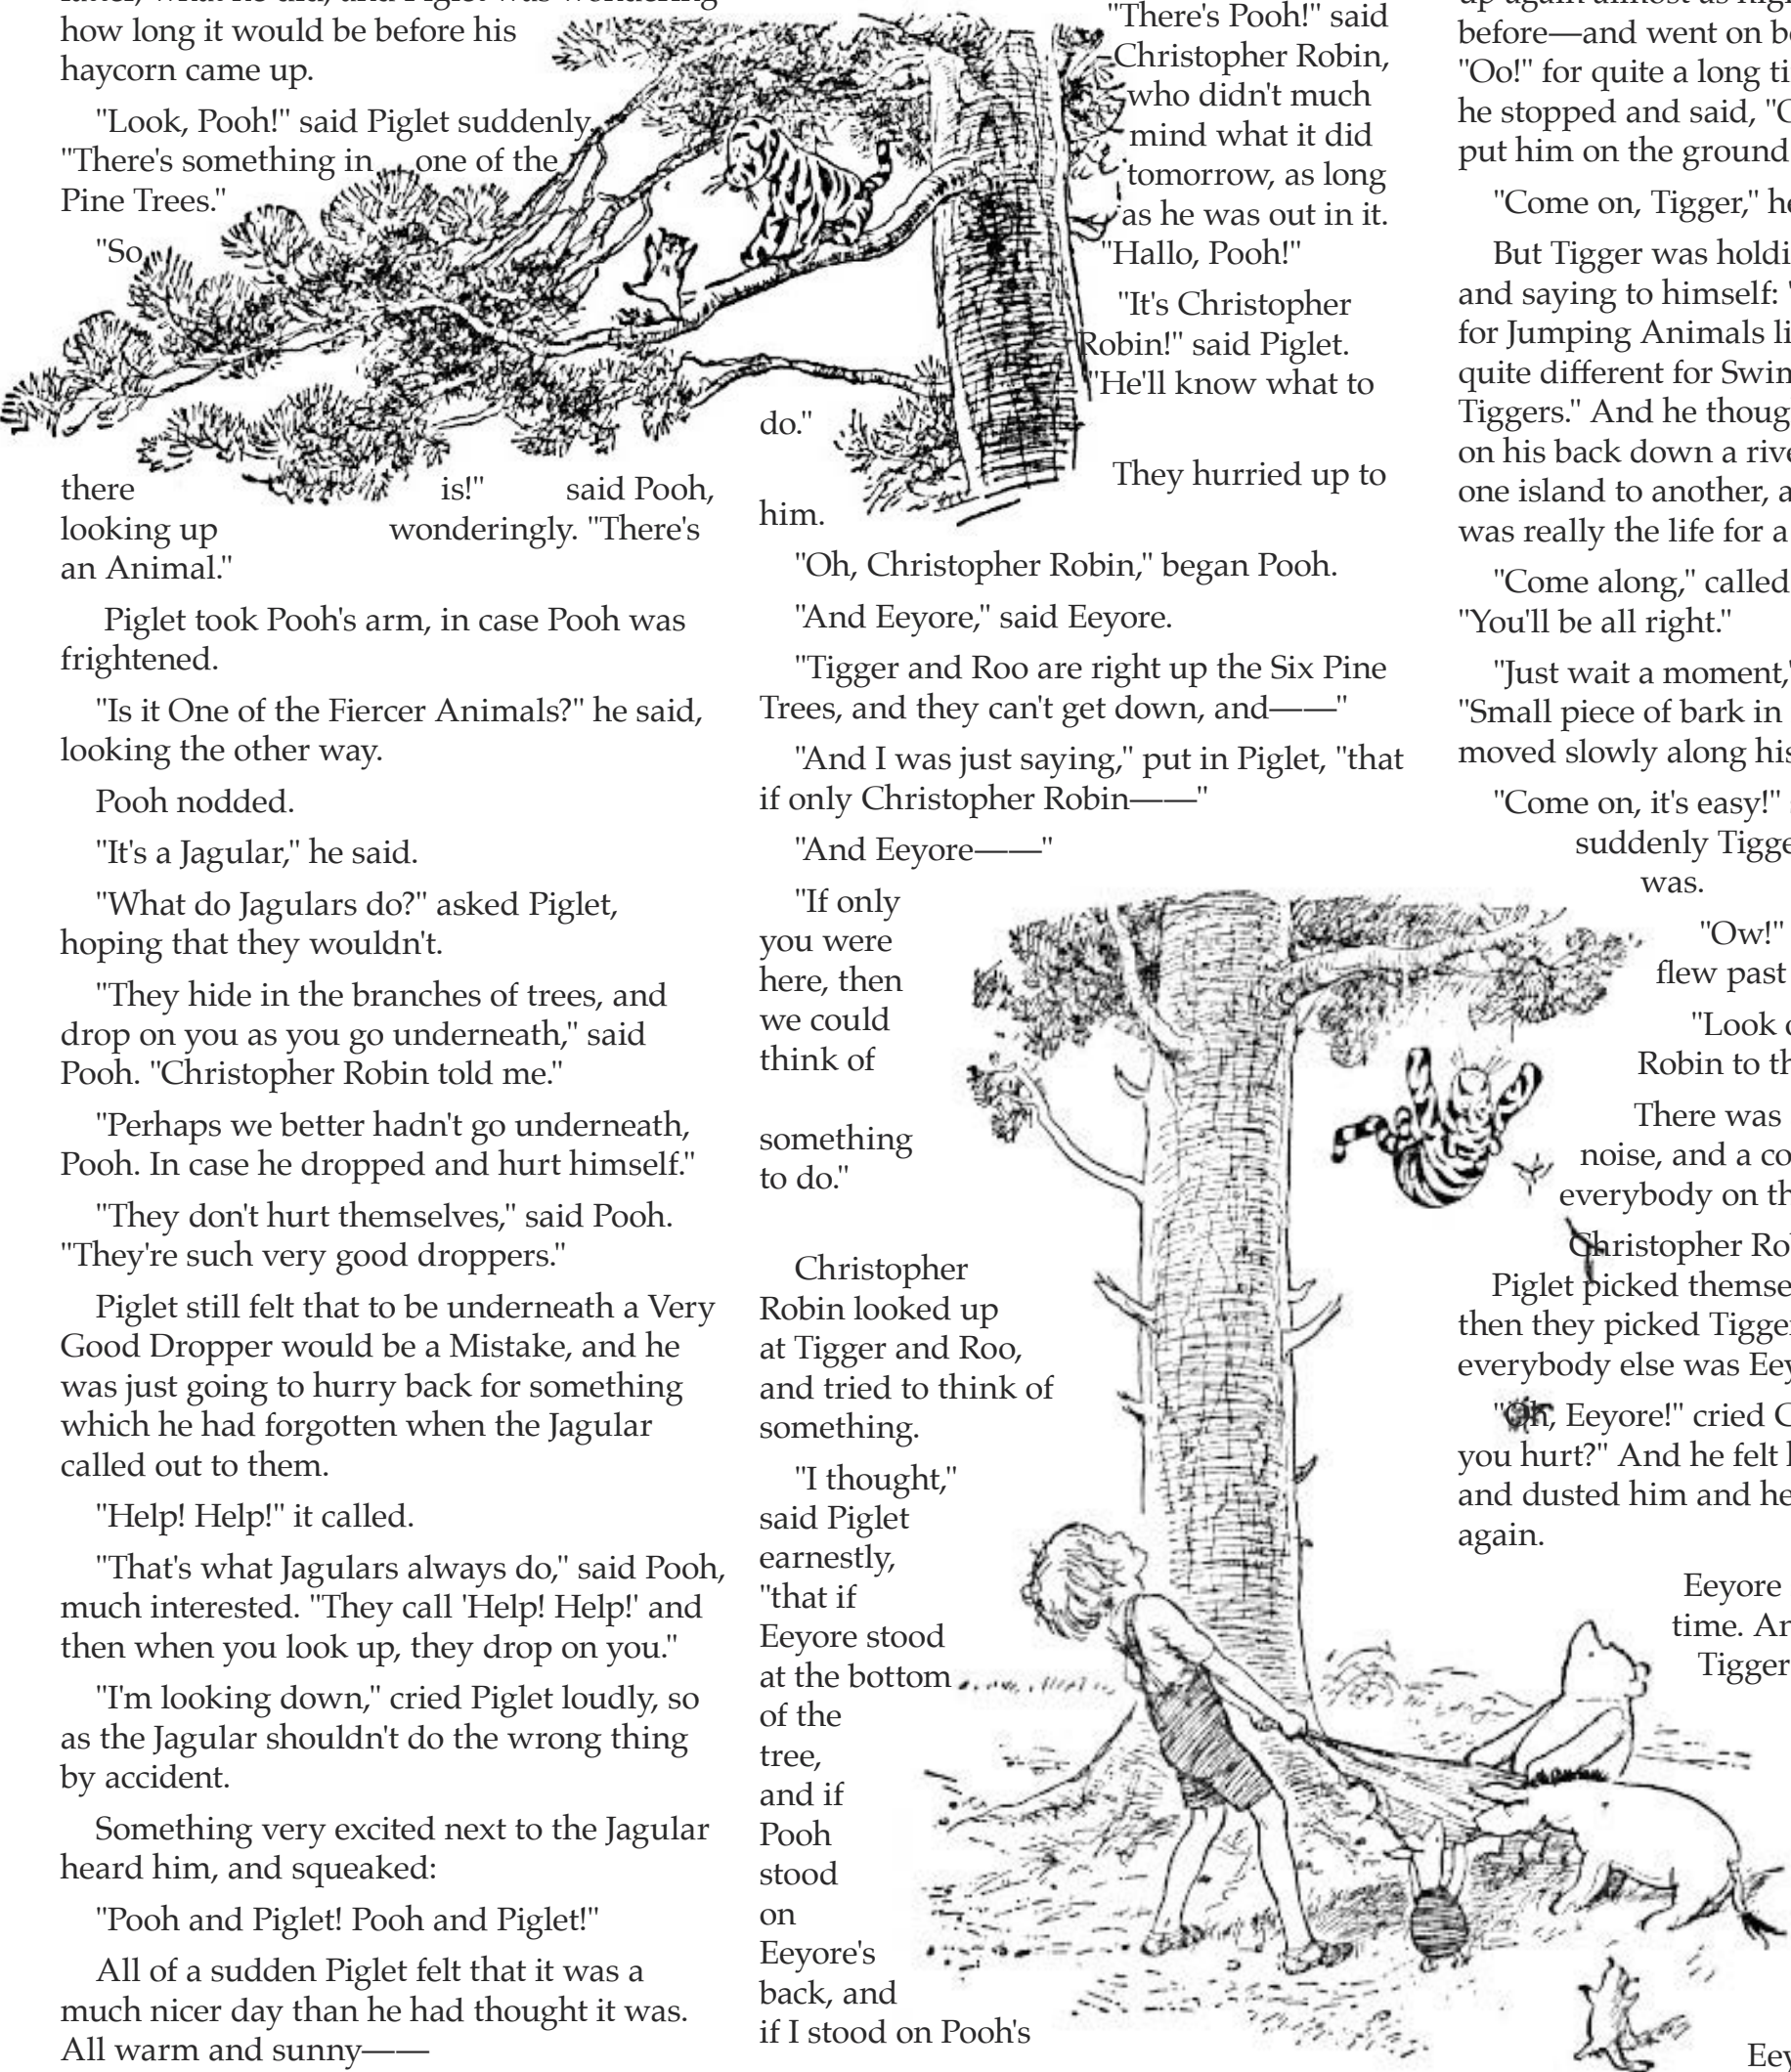 how long it would be before his
haycorn came up.
"Look, Pooh!" said Piglet suddenly.
"There's something in one of the
Pine Trees."
"So
there is!" said Pooh,
looking up wonderingly. "There's
an Animal."
Piglet took Pooh's arm, in case Pooh was
frightened.
"Is it One of the Fiercer Animals?" he said,
looking the other way.
Pooh nodded.
"It's a Jagular," he said.
"What do Jagulars do?" asked Piglet,
hoping that they wouldn't.
"They hide in the branches of trees, and
drop on you as you go underneath," said
Pooh. "Christopher Robin told me."
"Perhaps we better hadn't go underneath,
Pooh. In case he dropped and hurt himself."
"They don't hurt themselves," said Pooh.
"They're such very good droppers."
Piglet still felt that to be underneath a Very
Good Dropper would be a Mistake, and he
was just going to hurry back for something
which he had forgotten when the Jagular
called out to them.
"Help! Help!" it called.
"That's what Jagulars always do," said Pooh,
much interested. "They call 'Help! Help!' and
then when you look up, they drop on you."
"I'm looking down," cried Piglet loudly, so
as the Jagular shouldn't do the wrong thing
by accident.
Something very excited next to the Jagular
heard him, and squeaked:
"Pooh and Piglet! Pooh and Piglet!"
All of a sudden Piglet felt that it was a
much nicer day than he had thought it was.
All warm and sunny——
"There's Pooh!" said
Christopher Robin,
who didn't much
mind what it did
tomorrow, as long
as he was out in it.
"Hallo, Pooh!"
"It's Christopher
Robin!" said Piglet.
"He'll know what to
do."
They hurried up to
him.
"Oh, Christopher Robin," began Pooh.
"And Eeyore," said Eeyore.
"Tigger and Roo are right up the Six Pine
Trees, and they can't get down, and——"
"And I was just saying," put in Piglet, "that
if only Christopher Robin——"
"And Eeyore——"
"If only
you were
here, then
we could
think of
something
to do."
Christopher
Robin looked up
at Tigger and Roo,
and tried to think of
something.
"I thought,"
said Piglet
earnestly,
"that if
Eeyore stood
at the bottom
of the
tree,
and if
Pooh
stood
on
Eeyore's
back, and
if I stood on Pooh's
before—and went on
"Oo!" for quite a long
he stopped and said,
put him on the ground
"Come on, Tigger,"
But Tigger was
and saying to himself:
for Jumping Animals
quite different for
Tiggers." And he
on his back down a
one island to another,
was really the life for a
"Come along," called
"You'll be all right."
"Just wait a moment,"
"Small piece of bark in
moved slowly along his
"Come on, it's easy!"
suddenly
was.
"Ow!"
flew past
"Look
Robin to
There was
noise, and a
everybody on
Christopher
Piglet picked
then they picked
everybody else was
"Oh, Eeyore!" cried
you hurt?" And he felt
and dusted him and
again.
Eeyore
time.
Tigger